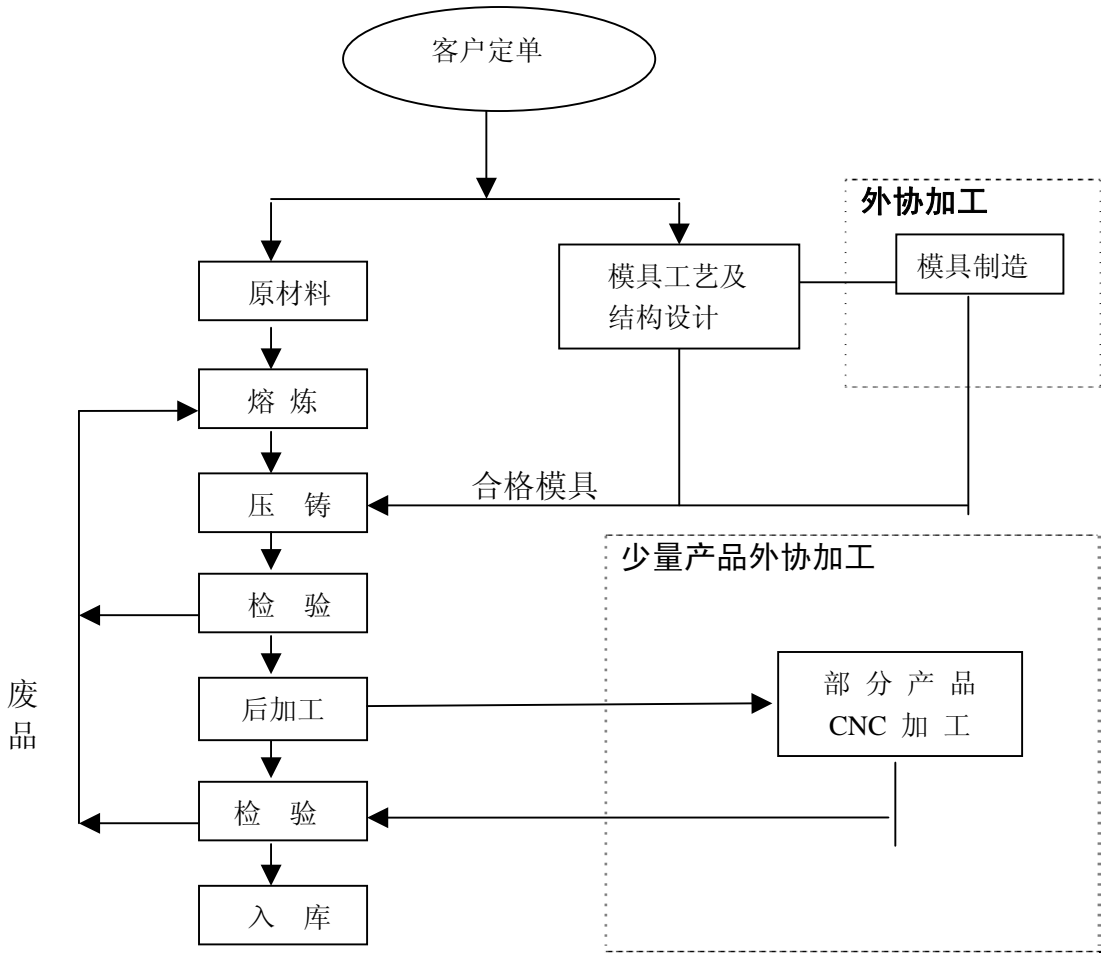 客户定单
外协加工
模具制造
原材料
模具工艺及
结构设计
熔 炼
合格模具
压 铸
少量产品外协加工
检 验
废
品
后加工
部 分 产 品
CNC 加 工
检 验
入 库